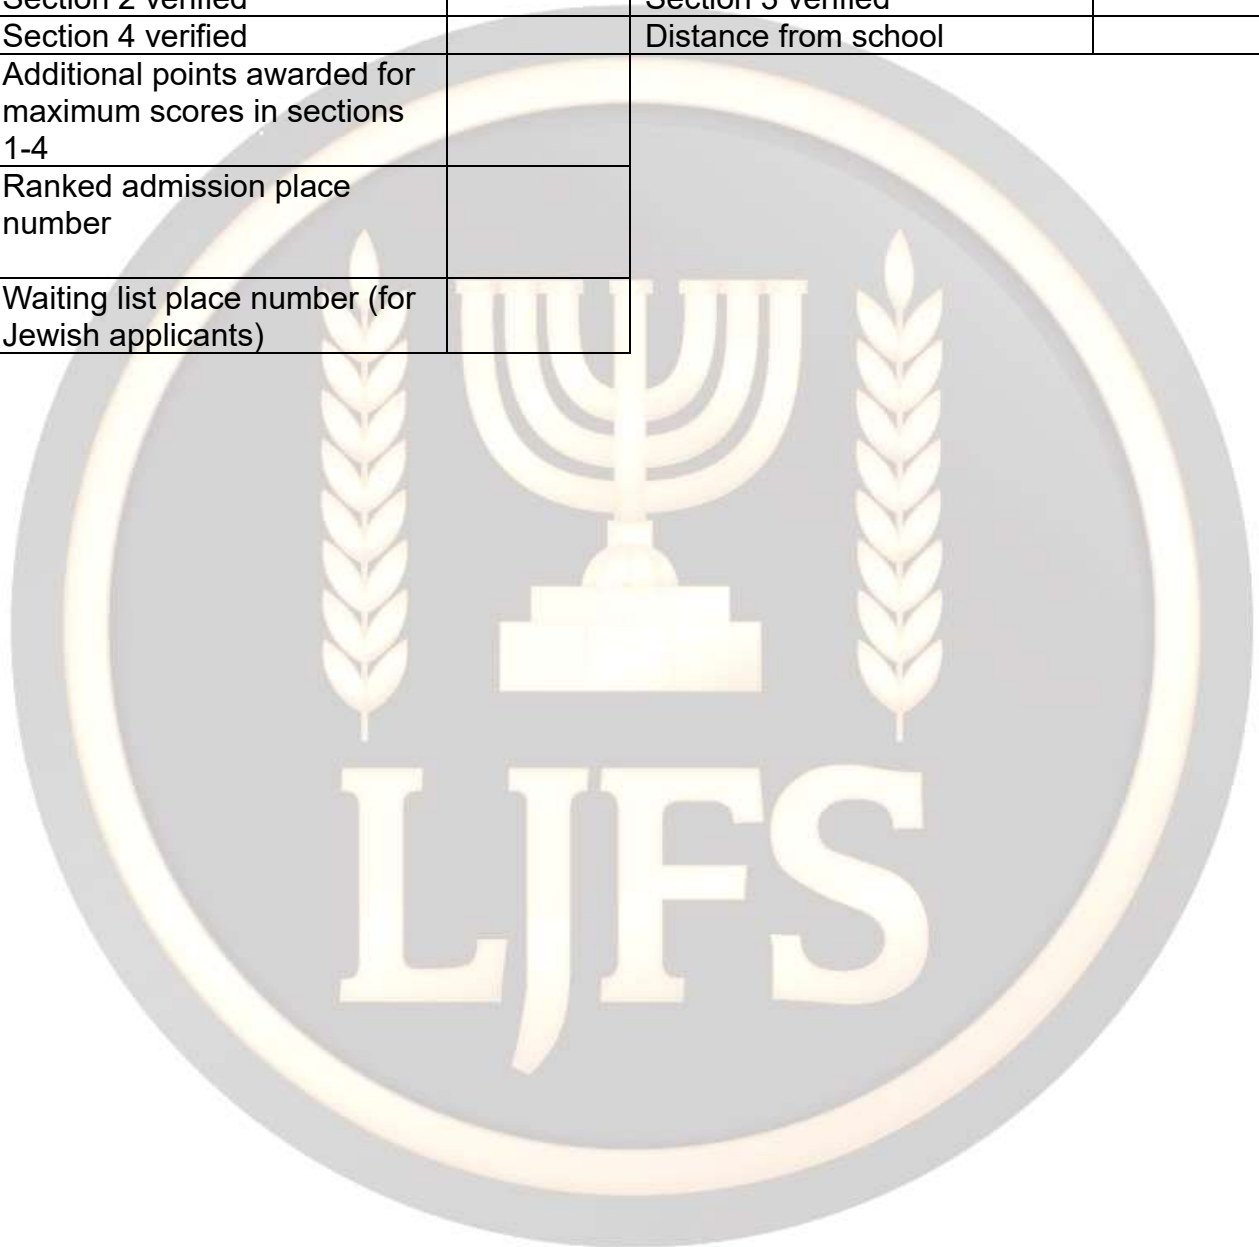 Section 2 verified
Section 3 verified
Section 4 verified
Distance from school
Additional points awarded for
maximum scores in sections
1-4
Ranked admission place
number
Waiting list place number (for
Jewish applicants)
LJFS